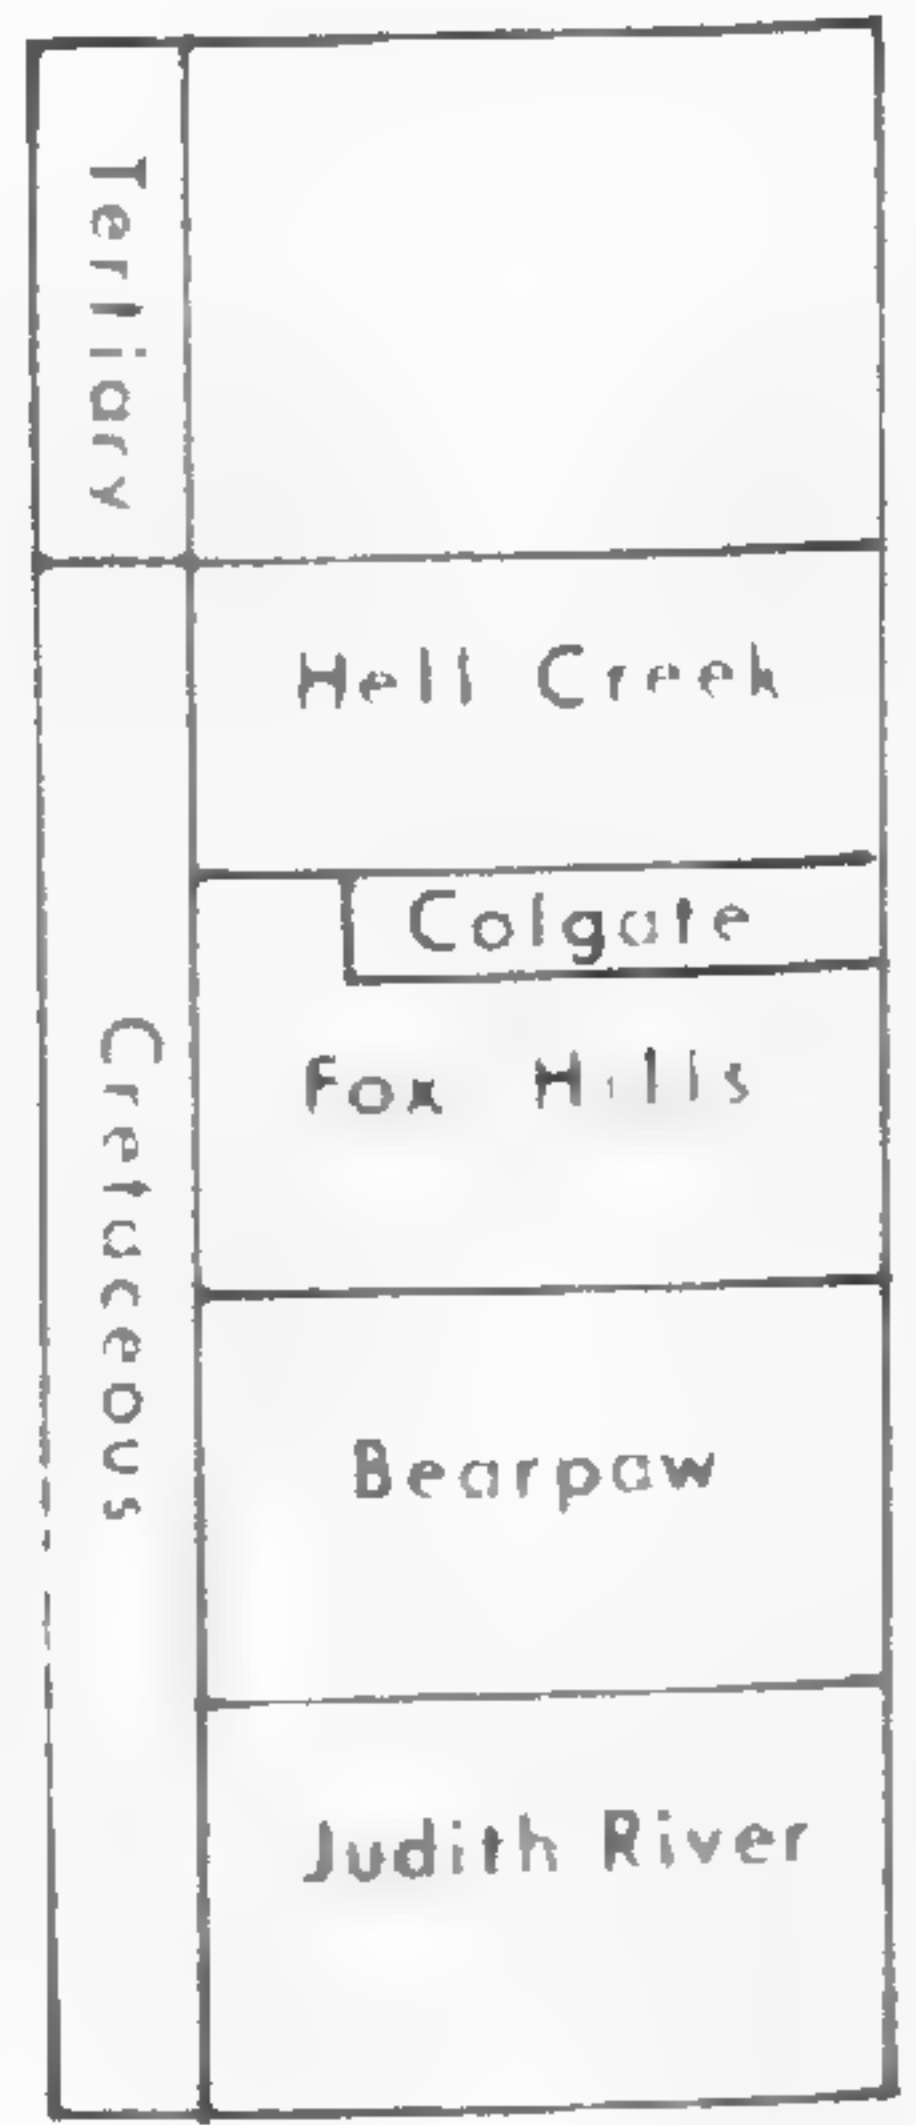 Tertiary
Hell Creek
Colgate
Fox Hills
Cretaceous
Bearpaw
Judith River